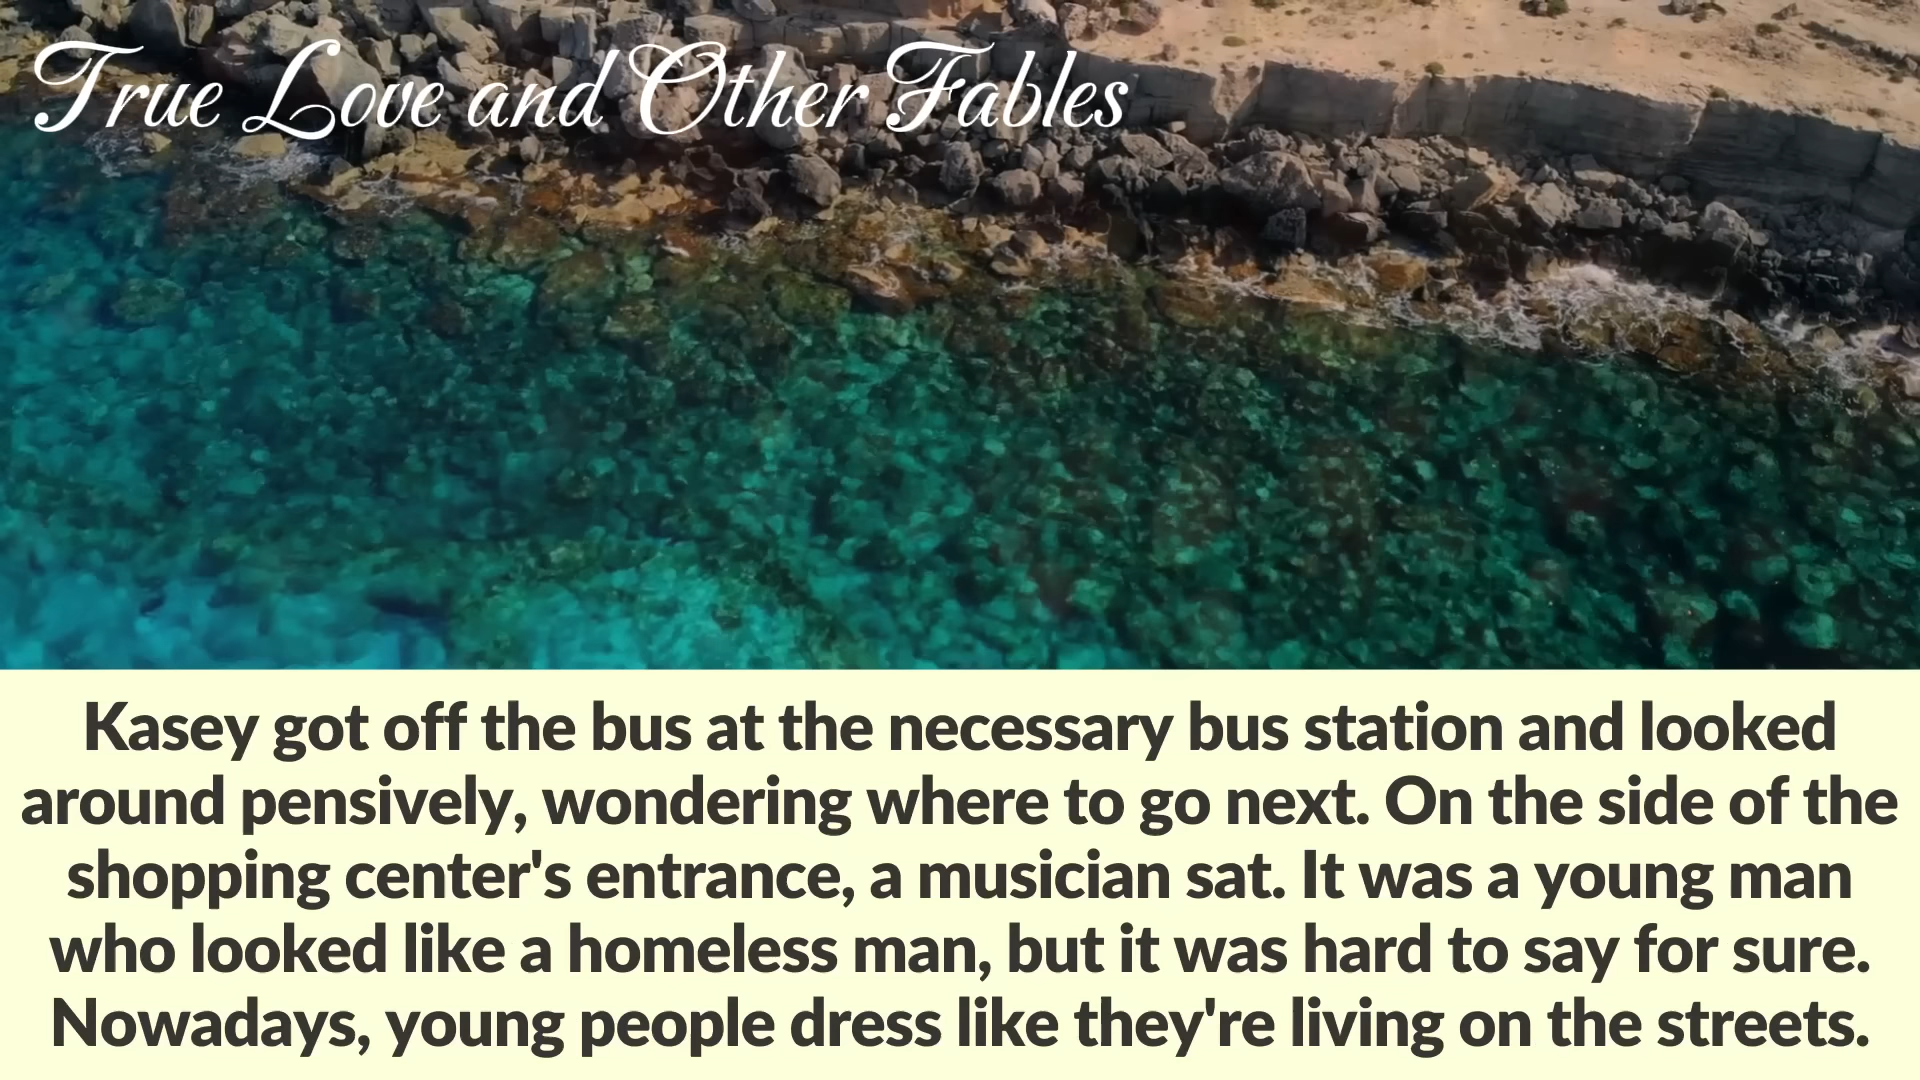 True Love and Other Fables
Kasey got off the bus at the necessary bus station and looked
around pensively, wondering where to go next. On the side of the
shopping center's entrance, a musician sat. It was a young man
who looked like a homeless man, but it was hard to say for sure.
Nowadays, young people dress like they're living on the streets.